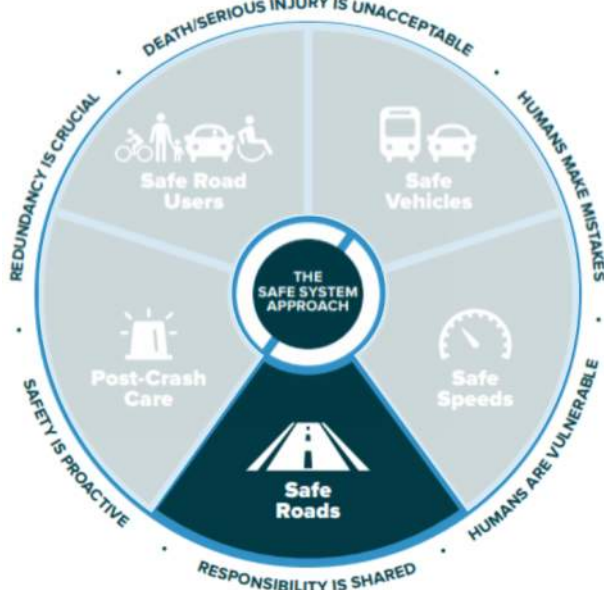 DEATH/SERIOUS INJURY IS UNACCEPTABLE
HUMANS MAKE MISTAKES
HUMANS ARE VULNERABLE
RESPONSIBILITY IS SHARED
SAFETY IS PROACTIVE
REDUNDANCY IS CRUCIAL
Safe Road
Users
Safe
Vehicles
THE
SAFE SYSTEM
APPROACH
Post-Crash
Care
Safe
Speeds
Safe
Roads